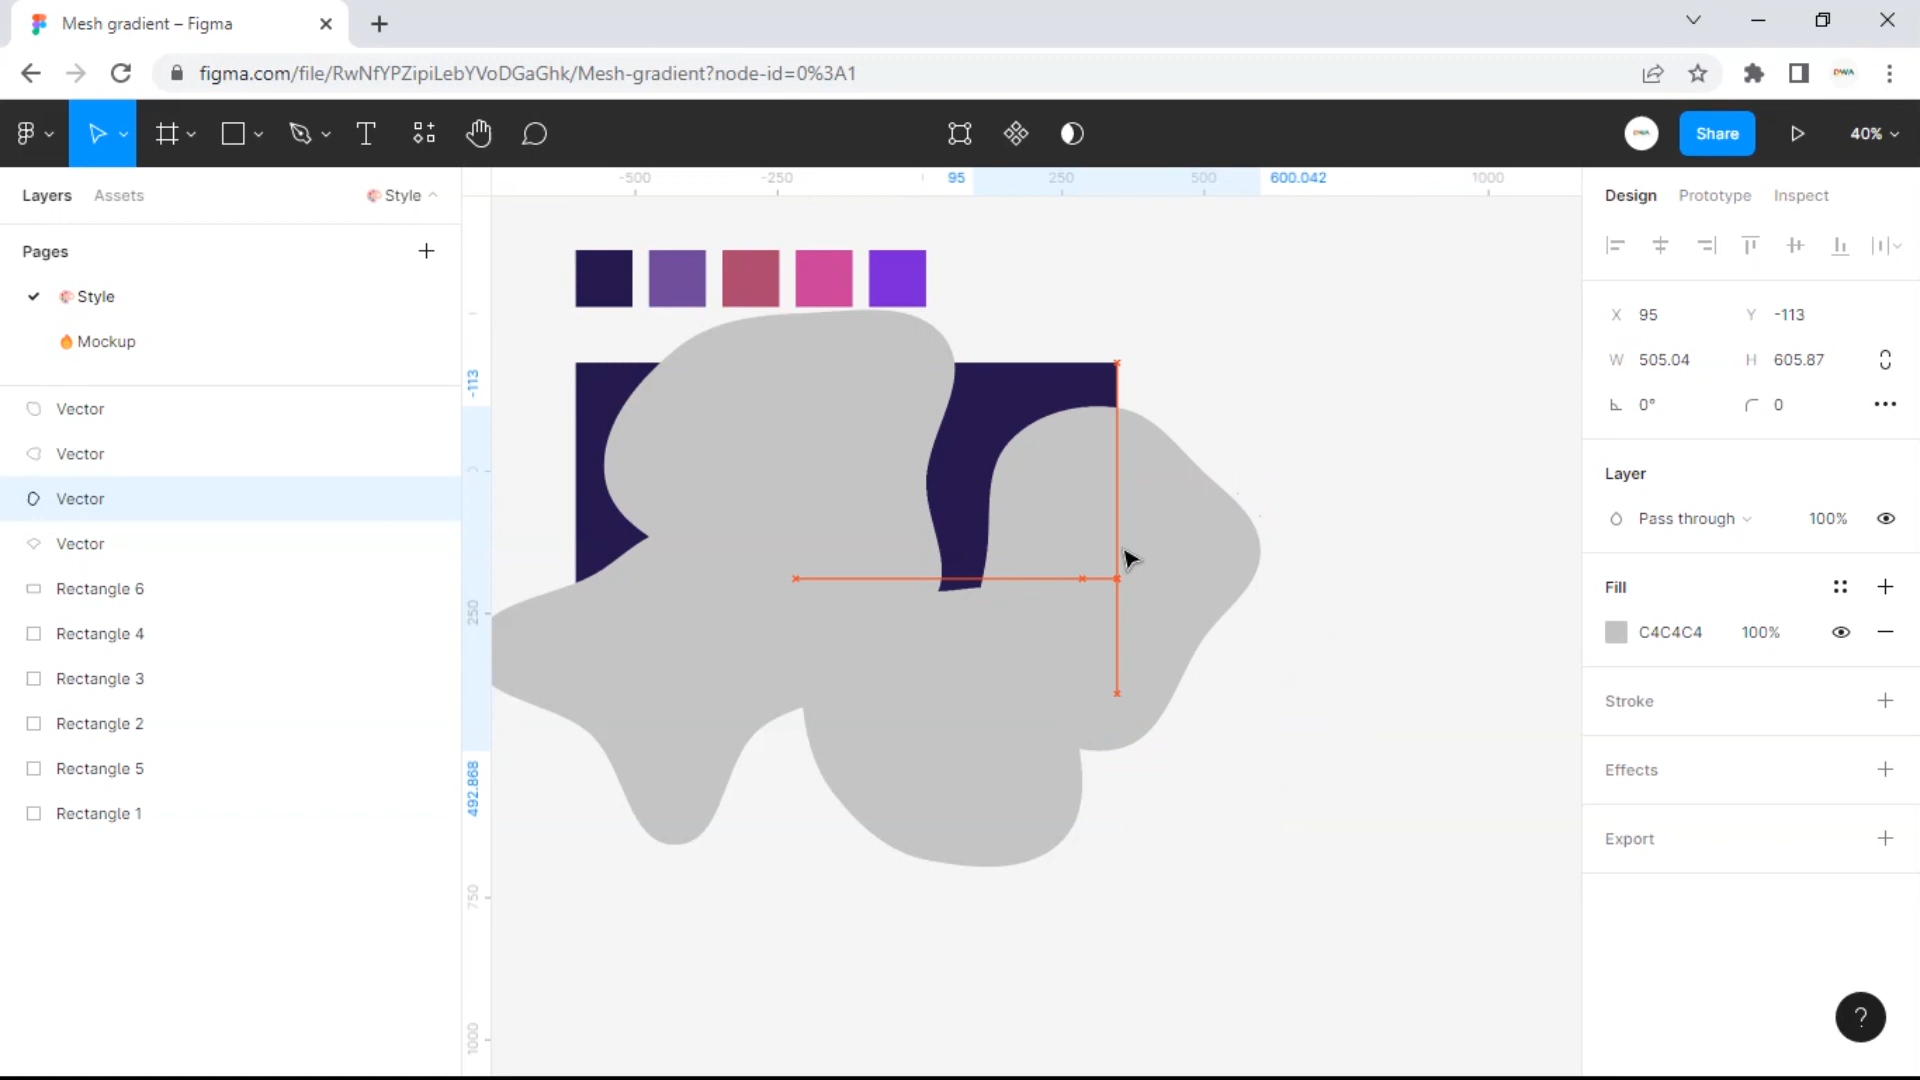 Mesh gradient – Figma
figma.com/file/RwNfYPZipiLebYVoDGaGhk/Mesh-gradient?node-id=0%3A1
DWA
DWA
Share
40%
Layers
Assets
Style
-500
-250
95
250
500
600.042
1000
Design
Prototype
Inspect
Pages
Style
Mockup
X 95
Y -113
W 505.04
H 605.87
0°
0
Vector
Vector
Vector
Vector
Rectangle 6
Rectangle 4
Rectangle 3
Rectangle 2
Rectangle 5
Rectangle 1
-113
0
250
492.868
750
1000
Layer
Pass through
100%
Fill
C4C4C4
100%
Stroke
Effects
Export
?